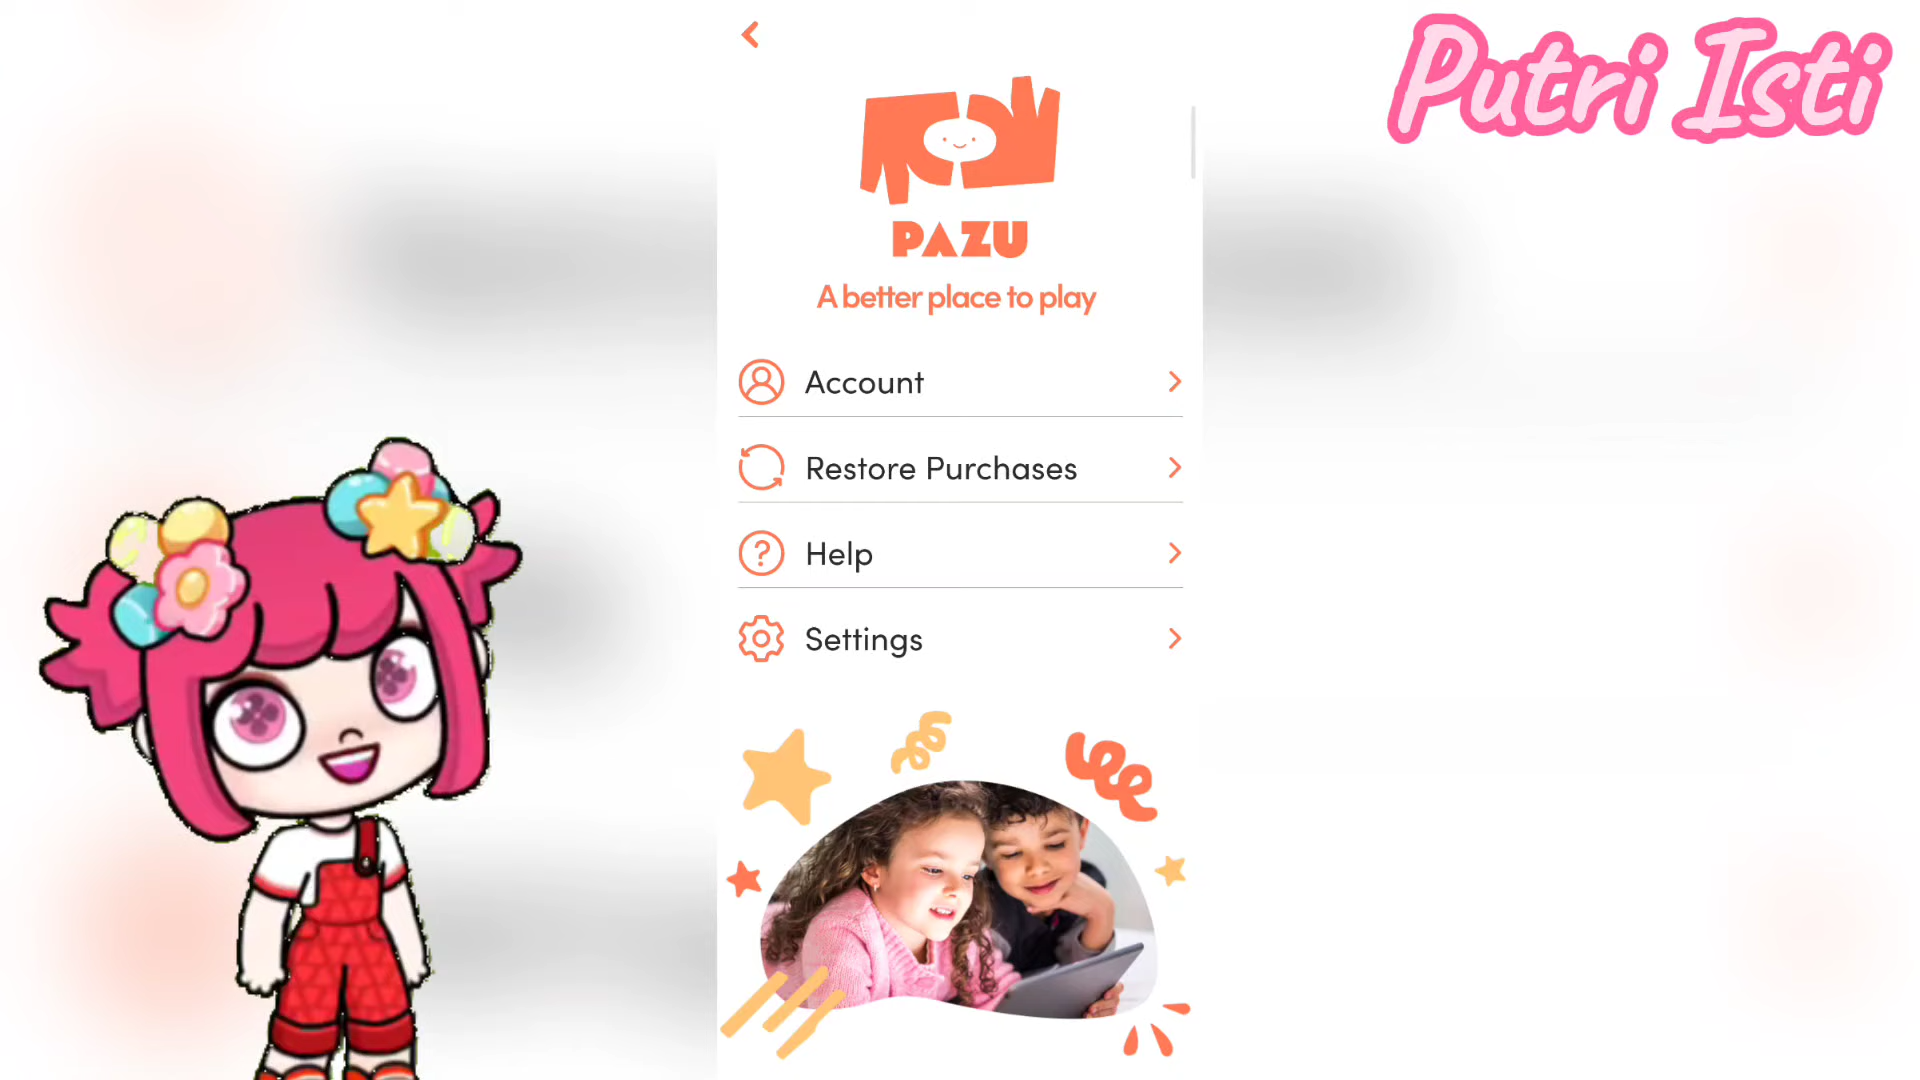 Putri Isti
PAZU
A better place to play
Account
Restore Purchases
Help
Settings